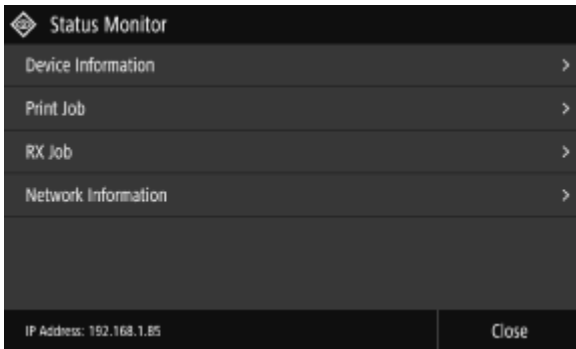 Status Monitor
Device Information
Print Job
RX Job
Network Information
IP Address: 192.168.1.85
Close